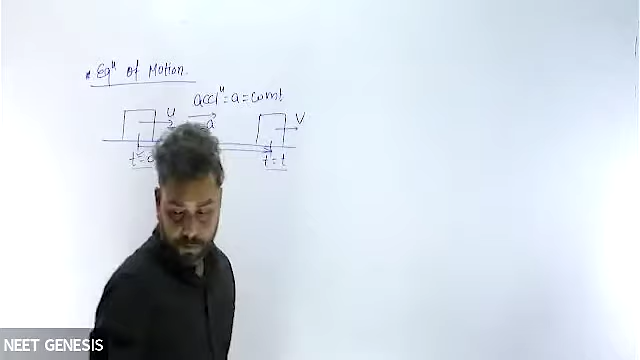 * Eqⁿ of Motion.
accⁿ = a = const
U
a
V
t = 0
t = t
NEET GENESIS